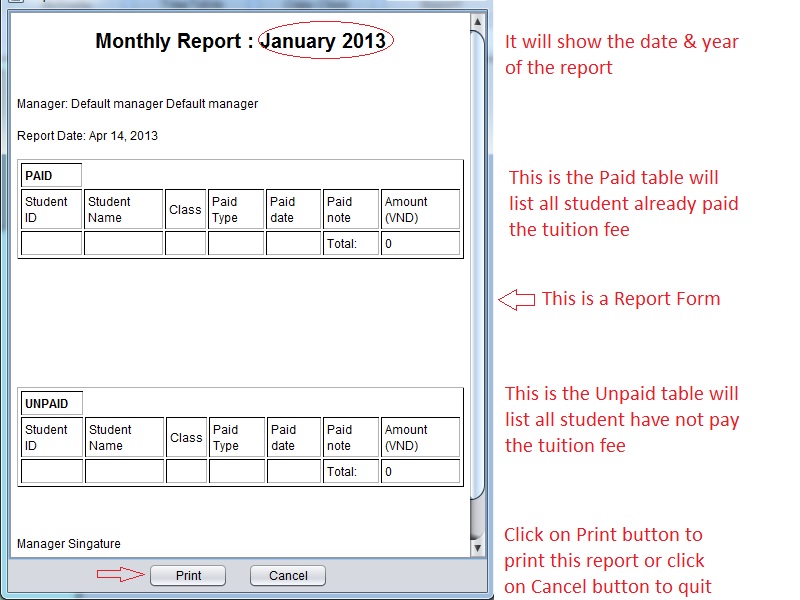 Monthly Report : January 2013
It will show the date & year
of the report
Manager: Default manager Default manager
Report Date: Apr 14, 2013
PAID
Student ID Student Name Class Paid Type Paid date Paid note Amount (VND)
Total: 0
This is the Paid table will
list all student already paid
the tuition fee
This is a Report Form
UNPAID
Student ID Student Name Class Paid Type Paid date Paid note Amount (VND)
Total: 0
This is the Unpaid table will
list all student have not pay
the tuition fee
Manager Singature
Print Cancel
Click on Print button to
print this report or click
on Cancel button to quit